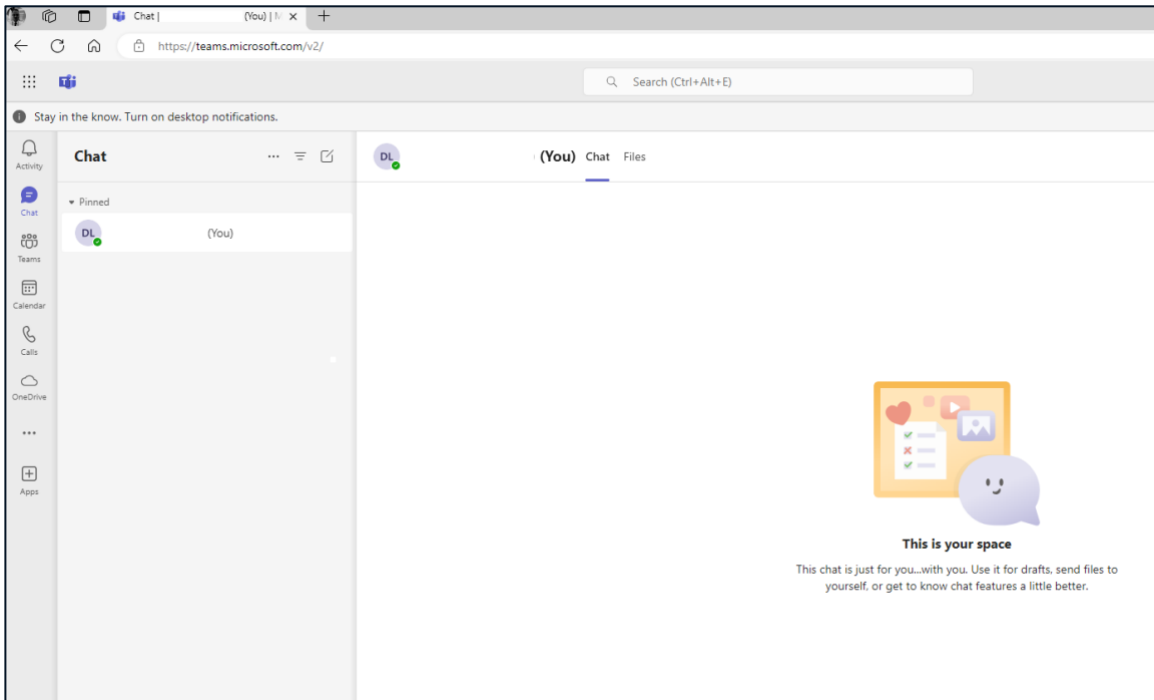 Chat | (You) | M
https://teams.microsoft.com/v2/
Search (Ctrl+Alt+E)
Stay in the know. Turn on desktop notifications.
Activity
Chat
Teams
Calendar
Calls
OneDrive
Apps
Chat
Pinned
DL (You)
DL (You) Chat Files
This is your space
This chat is just for you...with you. Use it for drafts, send files to
yourself, or get to know chat features a little better.